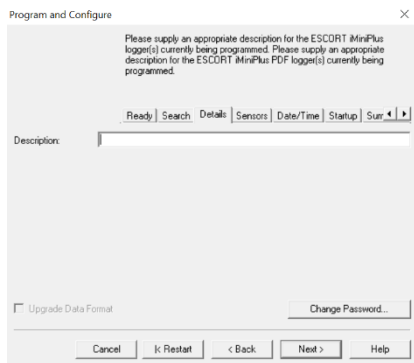 Program and Configure
Please supply an appropriate description for the ESCORT iMiniPlus
logger(s) currently being programmed. Please supply an appropriate
description for the ESCORT iMiniPlus PDF logger(s) currently being
programmed.
Ready Search Details Sensors Date/Time Startup Sum
Description:
Upgrade Data Format
Change Password...
Cancel |< Restart < Back Next > Help